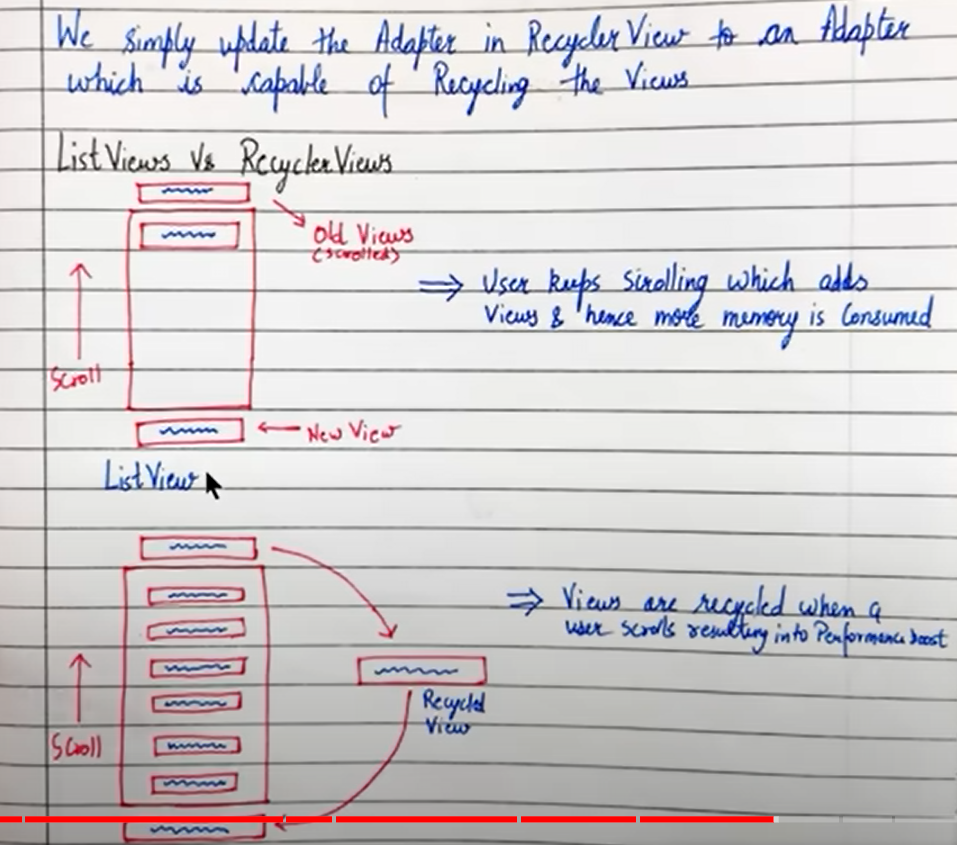 We simply update the Adapter in RecyclerView to an Adapter
which is capable of Recycling the Views
ListViews Vs RecyclerViews
Old Views
(scrolled)
User keeps Scrolling which adds
Views & hence more memory is Consumed
Scroll
New View
ListView
Views are recycled when a
user scrolls resulting into Performance boost
Recycled
View
Scroll